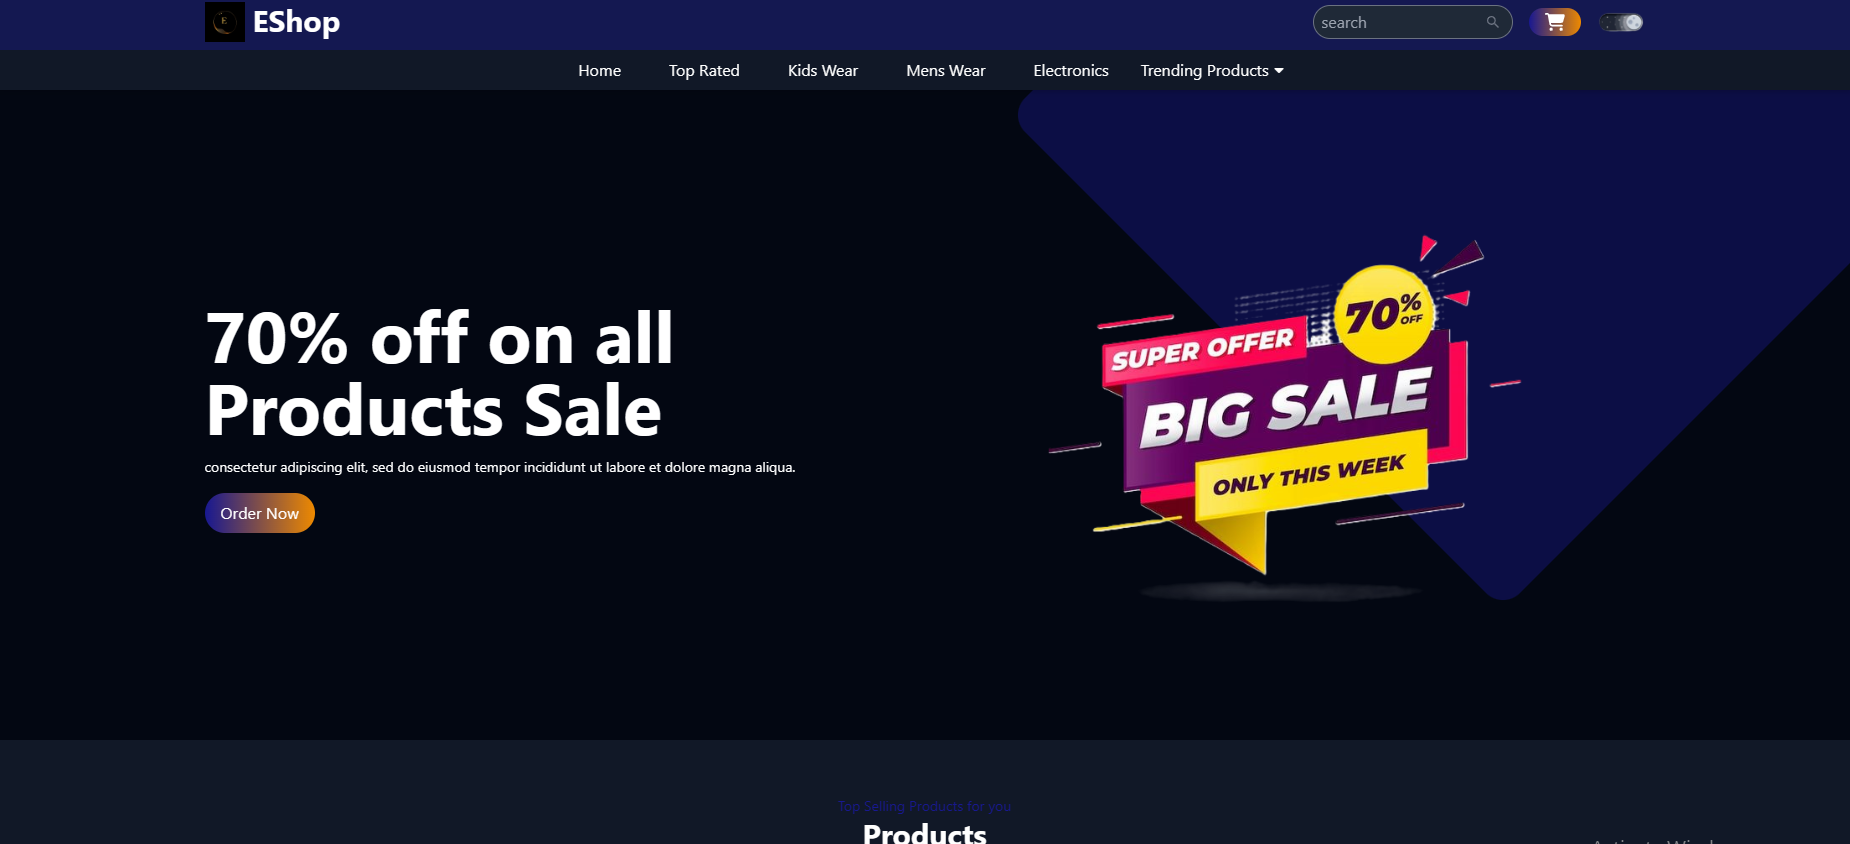 E
EShop
search
Home
Top Rated
Kids Wear
Mens Wear
Electronics
Trending Products
70% off on all
Products Sale
consectetur adipiscing elit, sed do eiusmod tempor incididunt ut labore et dolore magna aliqua.
Order Now
70%
OFF
SUPER OFFER
BIG SALE
ONLY THIS WEEK
Top Selling Products for you
Products